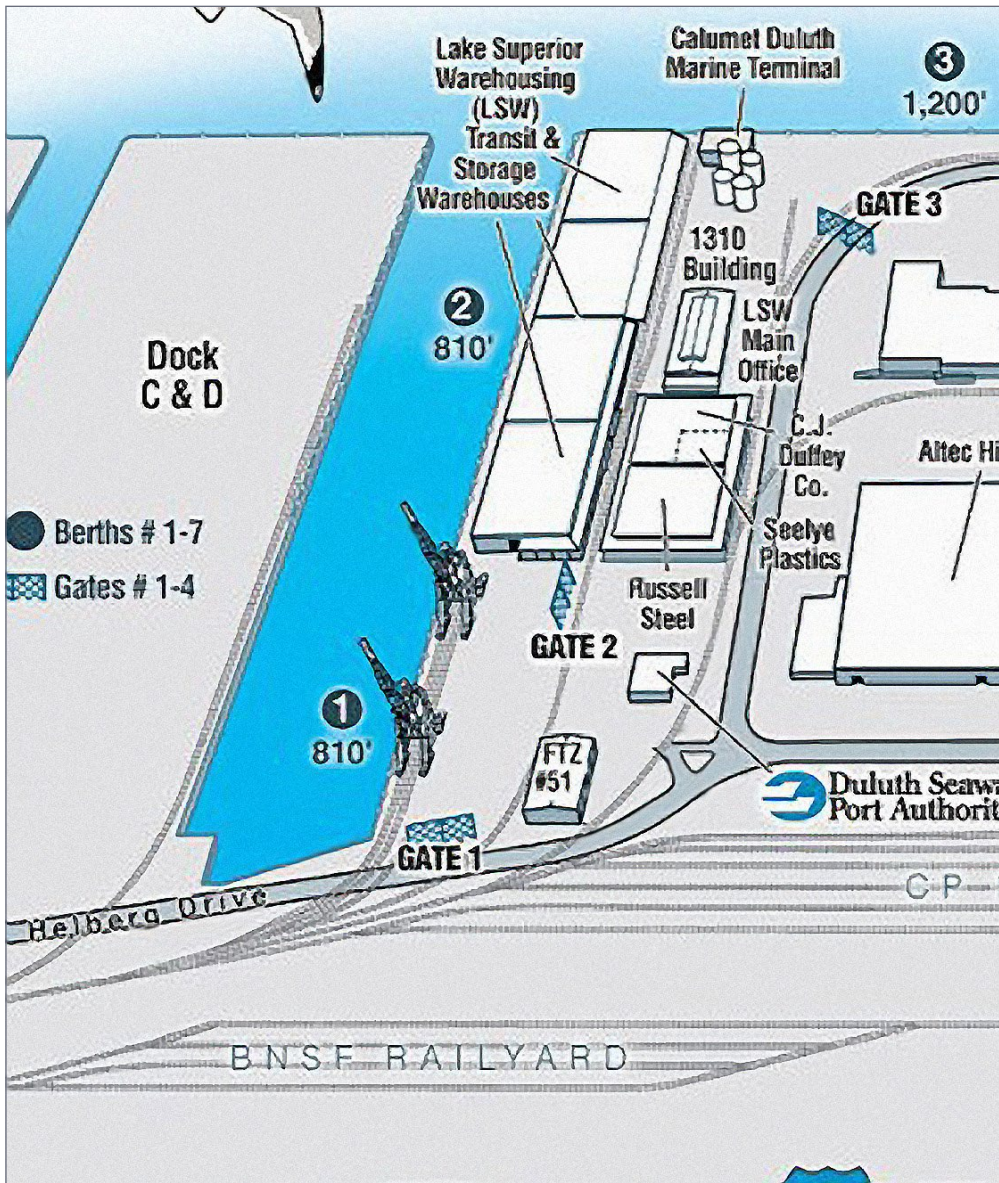 Lake Superior
Warehousing
(LSW)
Transit &
Storage
Warehouses
Calumet Duluth
Marine Terminal
3
1,200'
GATE 3
1310
Building
LSW
Main
Office
2
810'
Dock
C & D
C.J.
Duffey
Co.
Altec Hi
Berths # 1-7
Gates # 1-4
Seelye
Plastics
Russell
Steel
GATE 2
1
810'
FTZ
#51
Duluth Seaw
Port Authorit
GATE 1
CP
Helberg Drive
BNSF RAILYARD